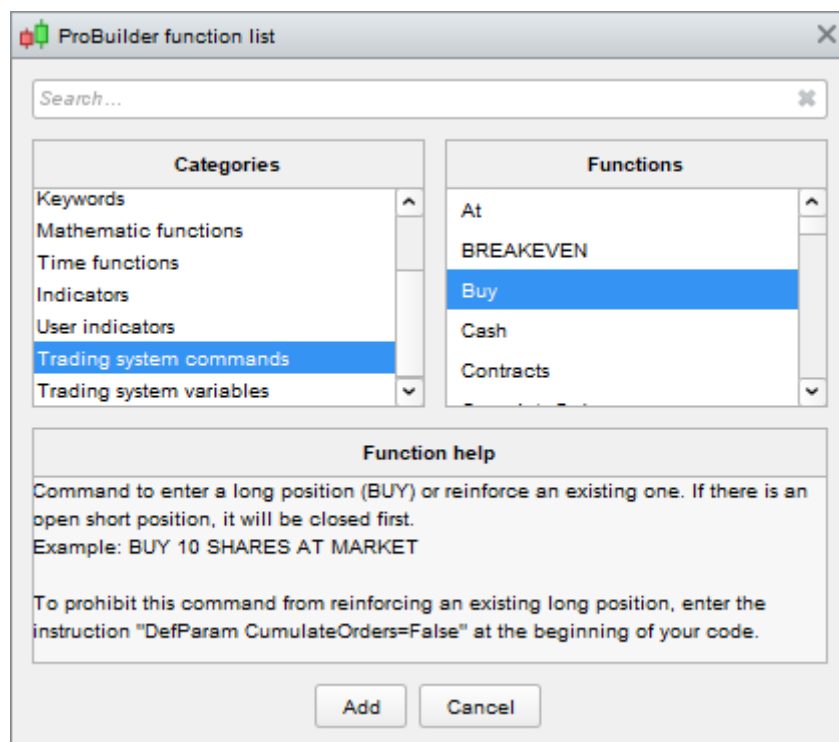 ProBuilder function list
Search...
Categories
Functions
Keywords
Mathematic functions
Time functions
Indicators
User indicators
Trading system commands
Trading system variables
At
BREAKEVEN
Buy
Cash
Contracts
Function help
Command to enter a long position (BUY) or reinforce an existing one. If there is an
open short position, it will be closed first.
Example: BUY 10 SHARES AT MARKET
To prohibit this command from reinforcing an existing long position, enter the
instruction "DefParam CumulateOrders=False" at the beginning of your code.
Add
Cancel